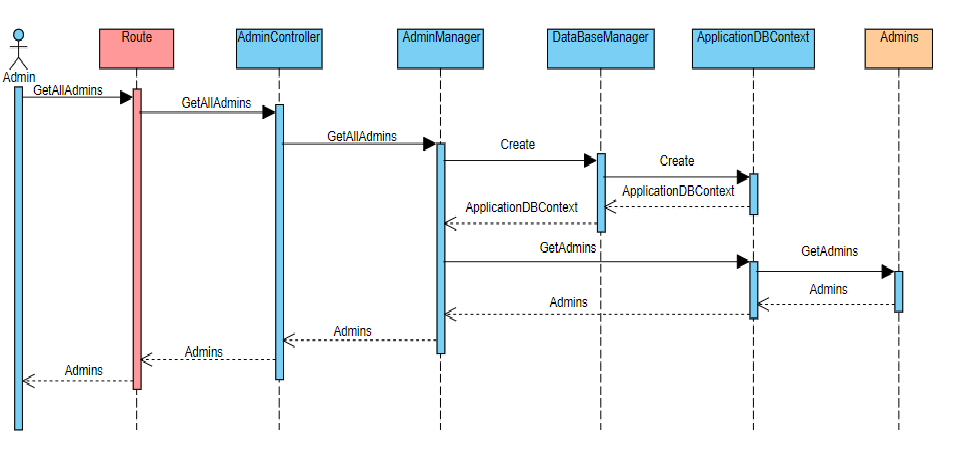 Route
AdminController
AdminManager
DataBaseManager
ApplicationDBContext
Admins
Admin
GetAllAdmins
GetAllAdmins
GetAllAdmins
Create
Create
ApplicationDBContext
ApplicationDBContext
GetAdmins
GetAdmins
Admins
Admins
Admins
Admins
Admins